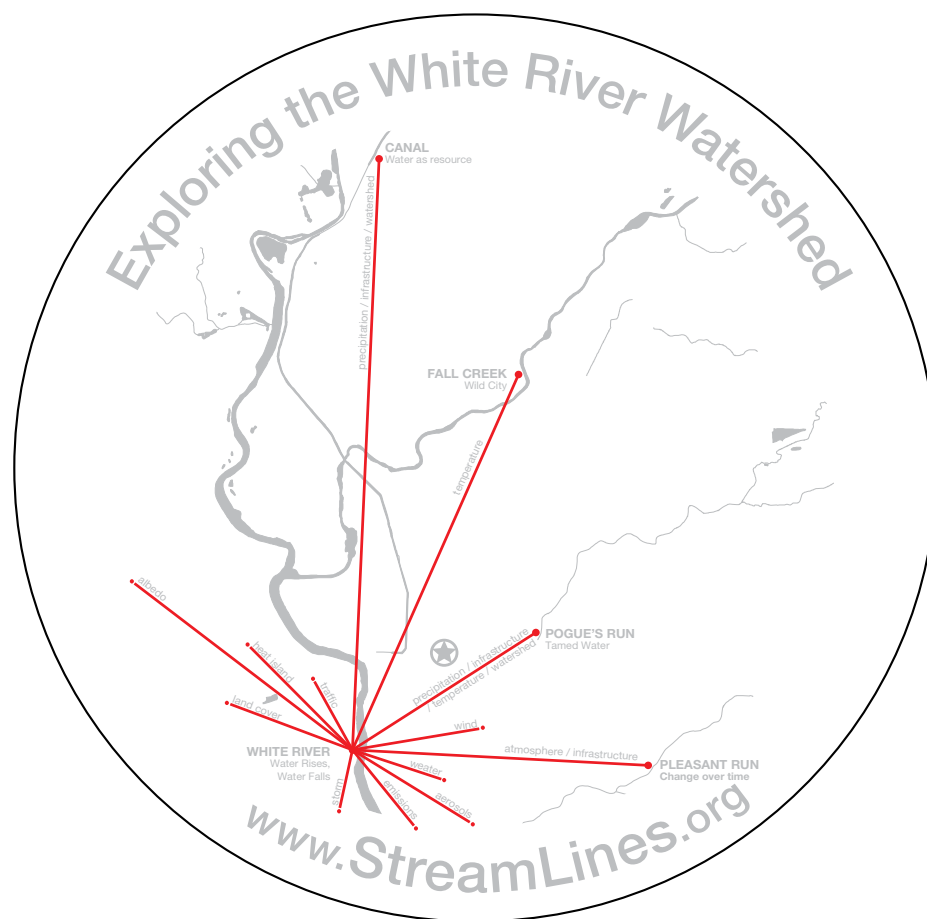 Exploring the White River Watershed
CANAL
Water as resource
precipitation / infrastructure / watershed
FALL CREEK
Wild City
temperature
albedo
heat island
traffic
land cover
POGUE'S RUN
Tamed Water
precipitation / infrastructure
/ temperature / watershed
wind
atmosphere / infrastructure
WHITE RIVER
Water Rises,
Water Falls
PLEASANT RUN
Change over time
weater
storm
emissions
aerosols
www.StreamLines.org